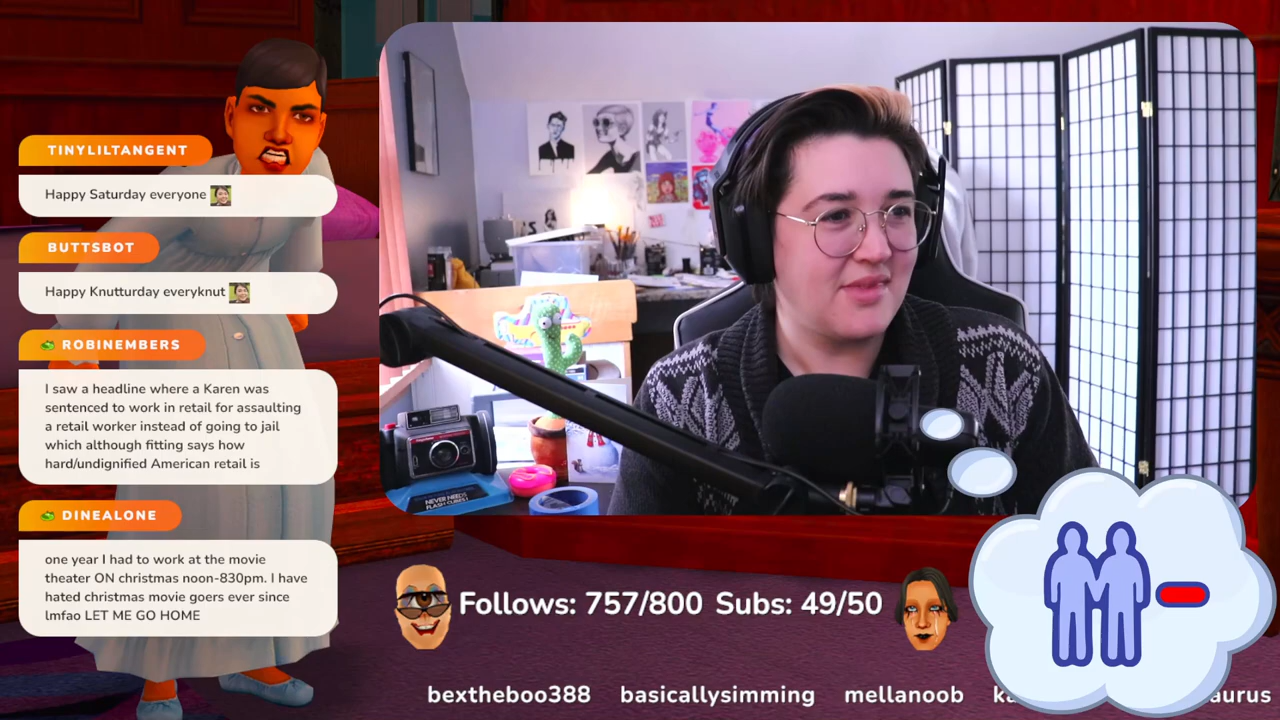 TINYLILTANGENT
Happy Saturday everyone
BUTTSBOT
Happy Knutturday everyknut
ROBINEMBERS
I saw a headline where a Karen was
sentenced to work in retail for assaulting
a retail worker instead of going to jail
which although fitting says how
hard/undignified American retail is
DINEALONE
one year I had to work at the movie
theater ON christmas noon-830pm. I have
hated christmas movie goers ever since
lmfao LET ME GO HOME
NEVER NEEDS
FLASH CUBES!
Follows: 757/800 Subs: 49/50
bextheboo388 basicallysimming mellanoob